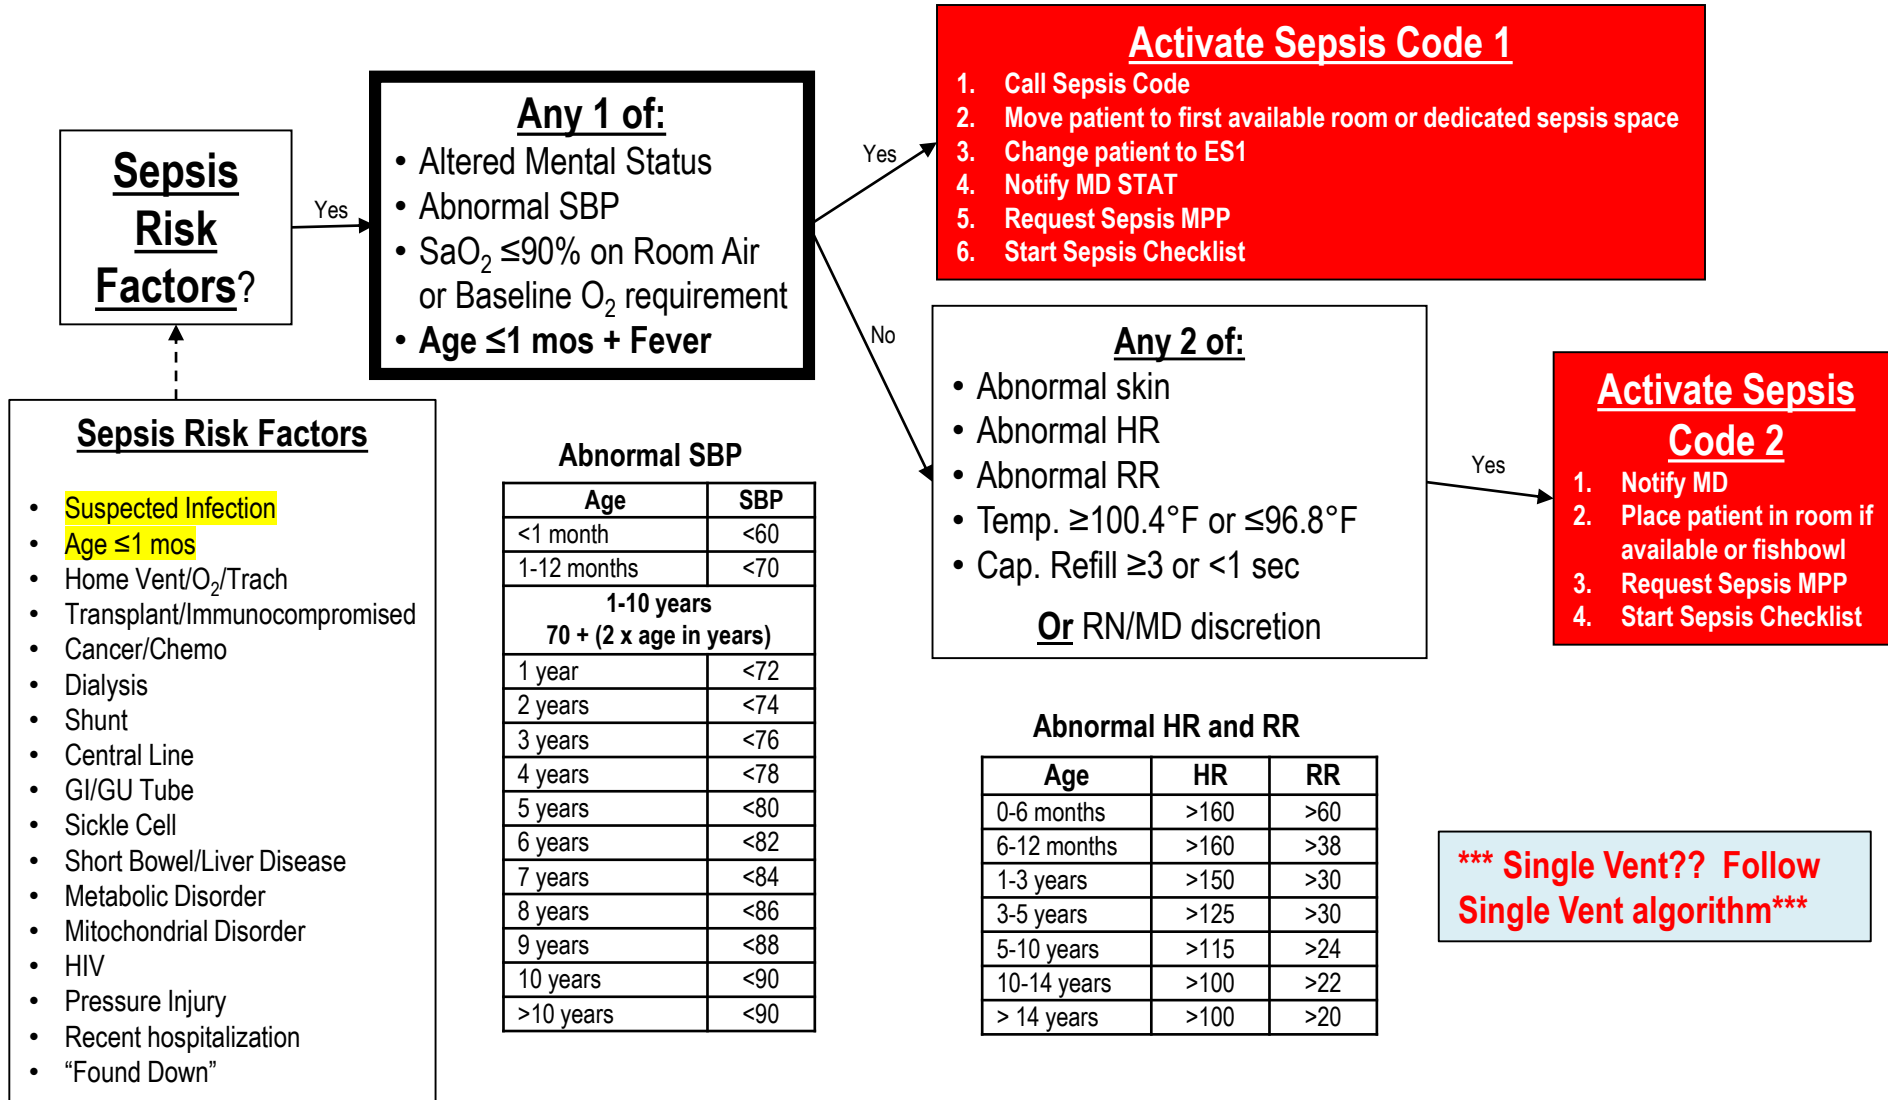 Sepsis
Risk
Factors?
Yes
Any 1 of:
• Altered Mental Status
• Abnormal SBP
• SaO₂ ≤90% on Room Air
or Baseline O₂ requirement
• Age ≤1 mos + Fever
Yes
No
Activate Sepsis Code 1
1. Call Sepsis Code
2. Move patient to first available room or dedicated sepsis space
3. Change patient to ES1
4. Notify MD STAT
5. Request Sepsis MPP
6. Start Sepsis Checklist
Any 2 of:
• Abnormal skin
• Abnormal HR
• Abnormal RR
• Temp. ≥100.4°F or ≤96.8°F
• Cap. Refill ≥3 or <1 sec
Or RN/MD discretion
Yes
Activate Sepsis
Code 2
1. Notify MD
2. Place patient in room if
available or fishbowl
3. Request Sepsis MPP
4. Start Sepsis Checklist
Sepsis Risk Factors
• Suspected Infection
• Age ≤1 mos
• Home Vent/O₂/Trach
• Transplant/Immunocompromised
• Cancer/Chemo
• Dialysis
• Shunt
• Central Line
• GI/GU Tube
• Sickle Cell
• Short Bowel/Liver Disease
• Metabolic Disorder
• Mitochondrial Disorder
• HIV
• Pressure Injury
• Recent hospitalization
• “Found Down”
Abnormal SBP
Age SBP
<1 month <60
1-12 months <70
1-10 years
70 + (2 x age in years)
1 year <72
2 years <74
3 years <76
4 years <78
5 years <80
6 years <82
7 years <84
8 years <86
9 years <88
10 years <90
>10 years <90
Abnormal HR and RR
Age HR RR
0-6 months >160 >60
6-12 months >160 >38
1-3 years >150 >30
3-5 years >125 >30
5-10 years >115 >24
10-14 years >100 >22
> 14 years >100 >20
*** Single Vent?? Follow
Single Vent algorithm***